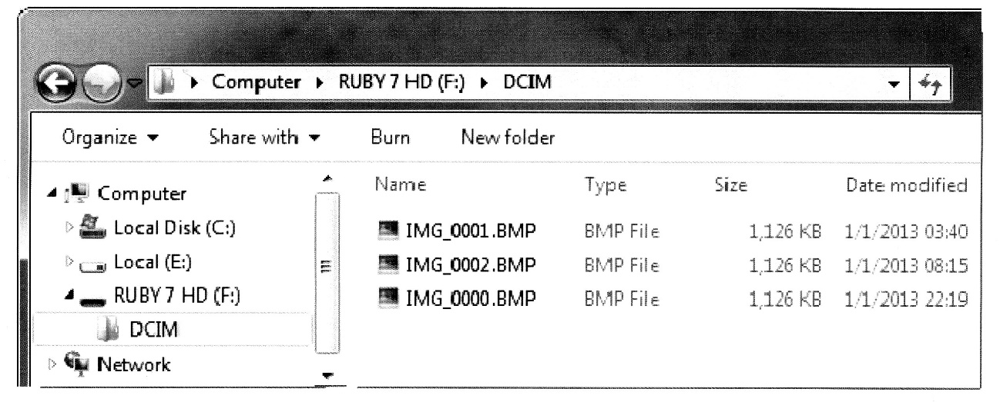 Computer RUBY 7 HD (F:) DCIM
Organize Share with Burn New folder
Computer
Local Disk (C:)
Local (E:)
RUBY 7 HD (F:)
DCIM
Network
Name Type Size Date modified
IMG_0001.BMP BMP File 1,126 KB 1/1/2013 03:40
IMG_0002.BMP BMP File 1,126 KB 1/1/2013 08:15
IMG_0000.BMP BMP File 1,126 KB 1/1/2013 22:19